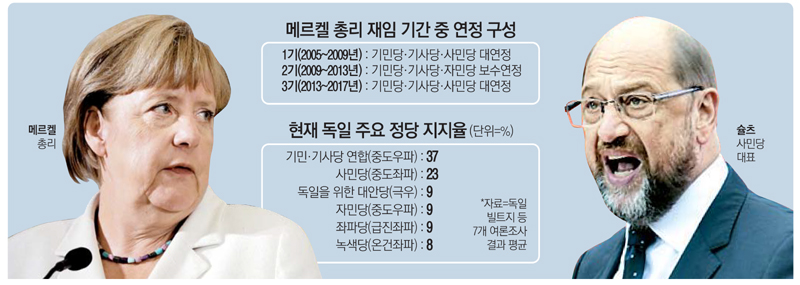 메르켈 총리 재임 기간 중 연정 구성
1기(2005~2009년) : 기민당·기사당·사민당 대연정
2기(2009~2013년) : 기민당·기사당·자민당 보수연정
3기(2013~2017년) : 기민당·기사당·사민당 대연정
메르켈
총리
현재 독일 주요 정당 지지율 (단위=%)
기민·기사당 연합(중도우파) : 37
사민당(중도좌파) : 23
독일을 위한 대안당(극우) : 9
자민당(중도우파) : 9
좌파당(급진좌파) : 9
녹색당(온건좌파) : 8
*자료=독일
빌트지 등
7개 여론조사
결과 평균
슐츠
사민당
대표